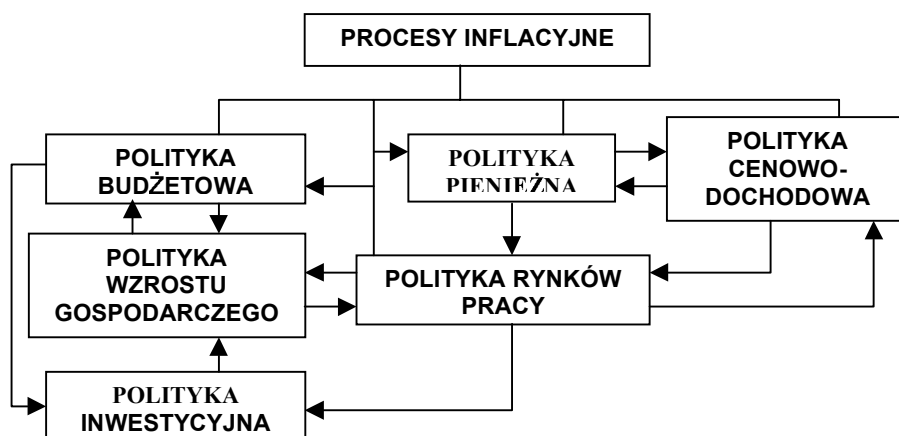 PROCESY INFLACYJNE
POLITYKA
BUDŻETOWA
POLITYKA
PIENIĘŻNA
POLITYKA
CENOWO-
DOCHODOWA
POLITYKA
WZROSTU
GOSPODARCZEGO
POLITYKA RYNKÓW
PRACY
POLITYKA
INWESTYCYJNA